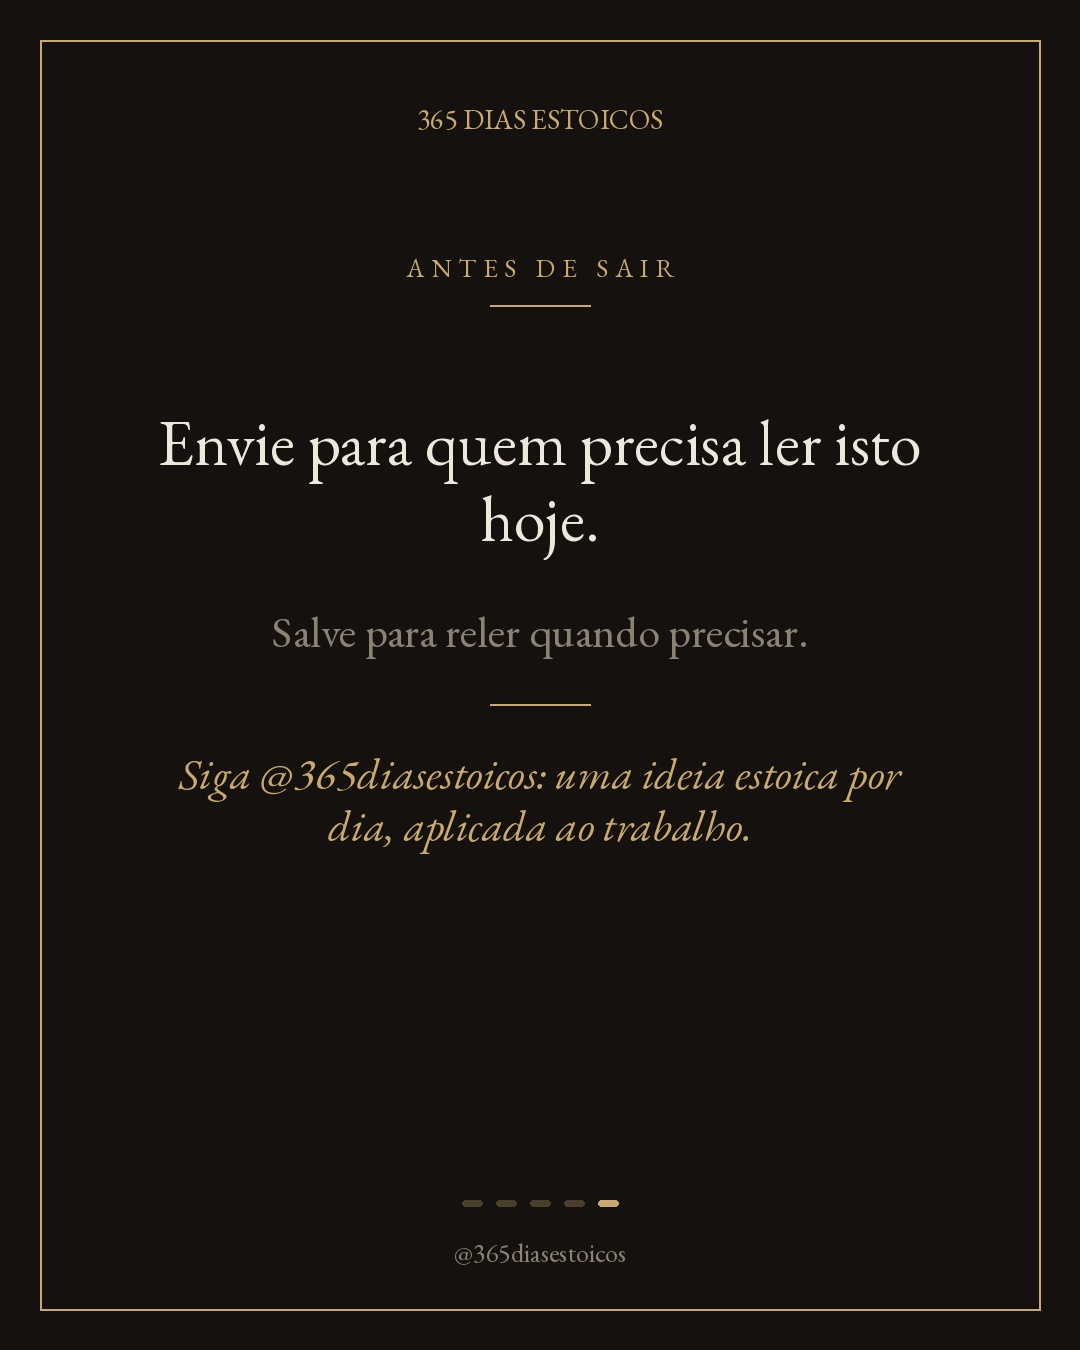 365 DIAS ESTOICOS
ANTES DE SAIR
Envie para quem precisa ler isto
hoje.
Salve para reler quando precisar.
Siga @365diasestoicos: uma ideia estoica por
dia, aplicada ao trabalho.
@365diasestoicos